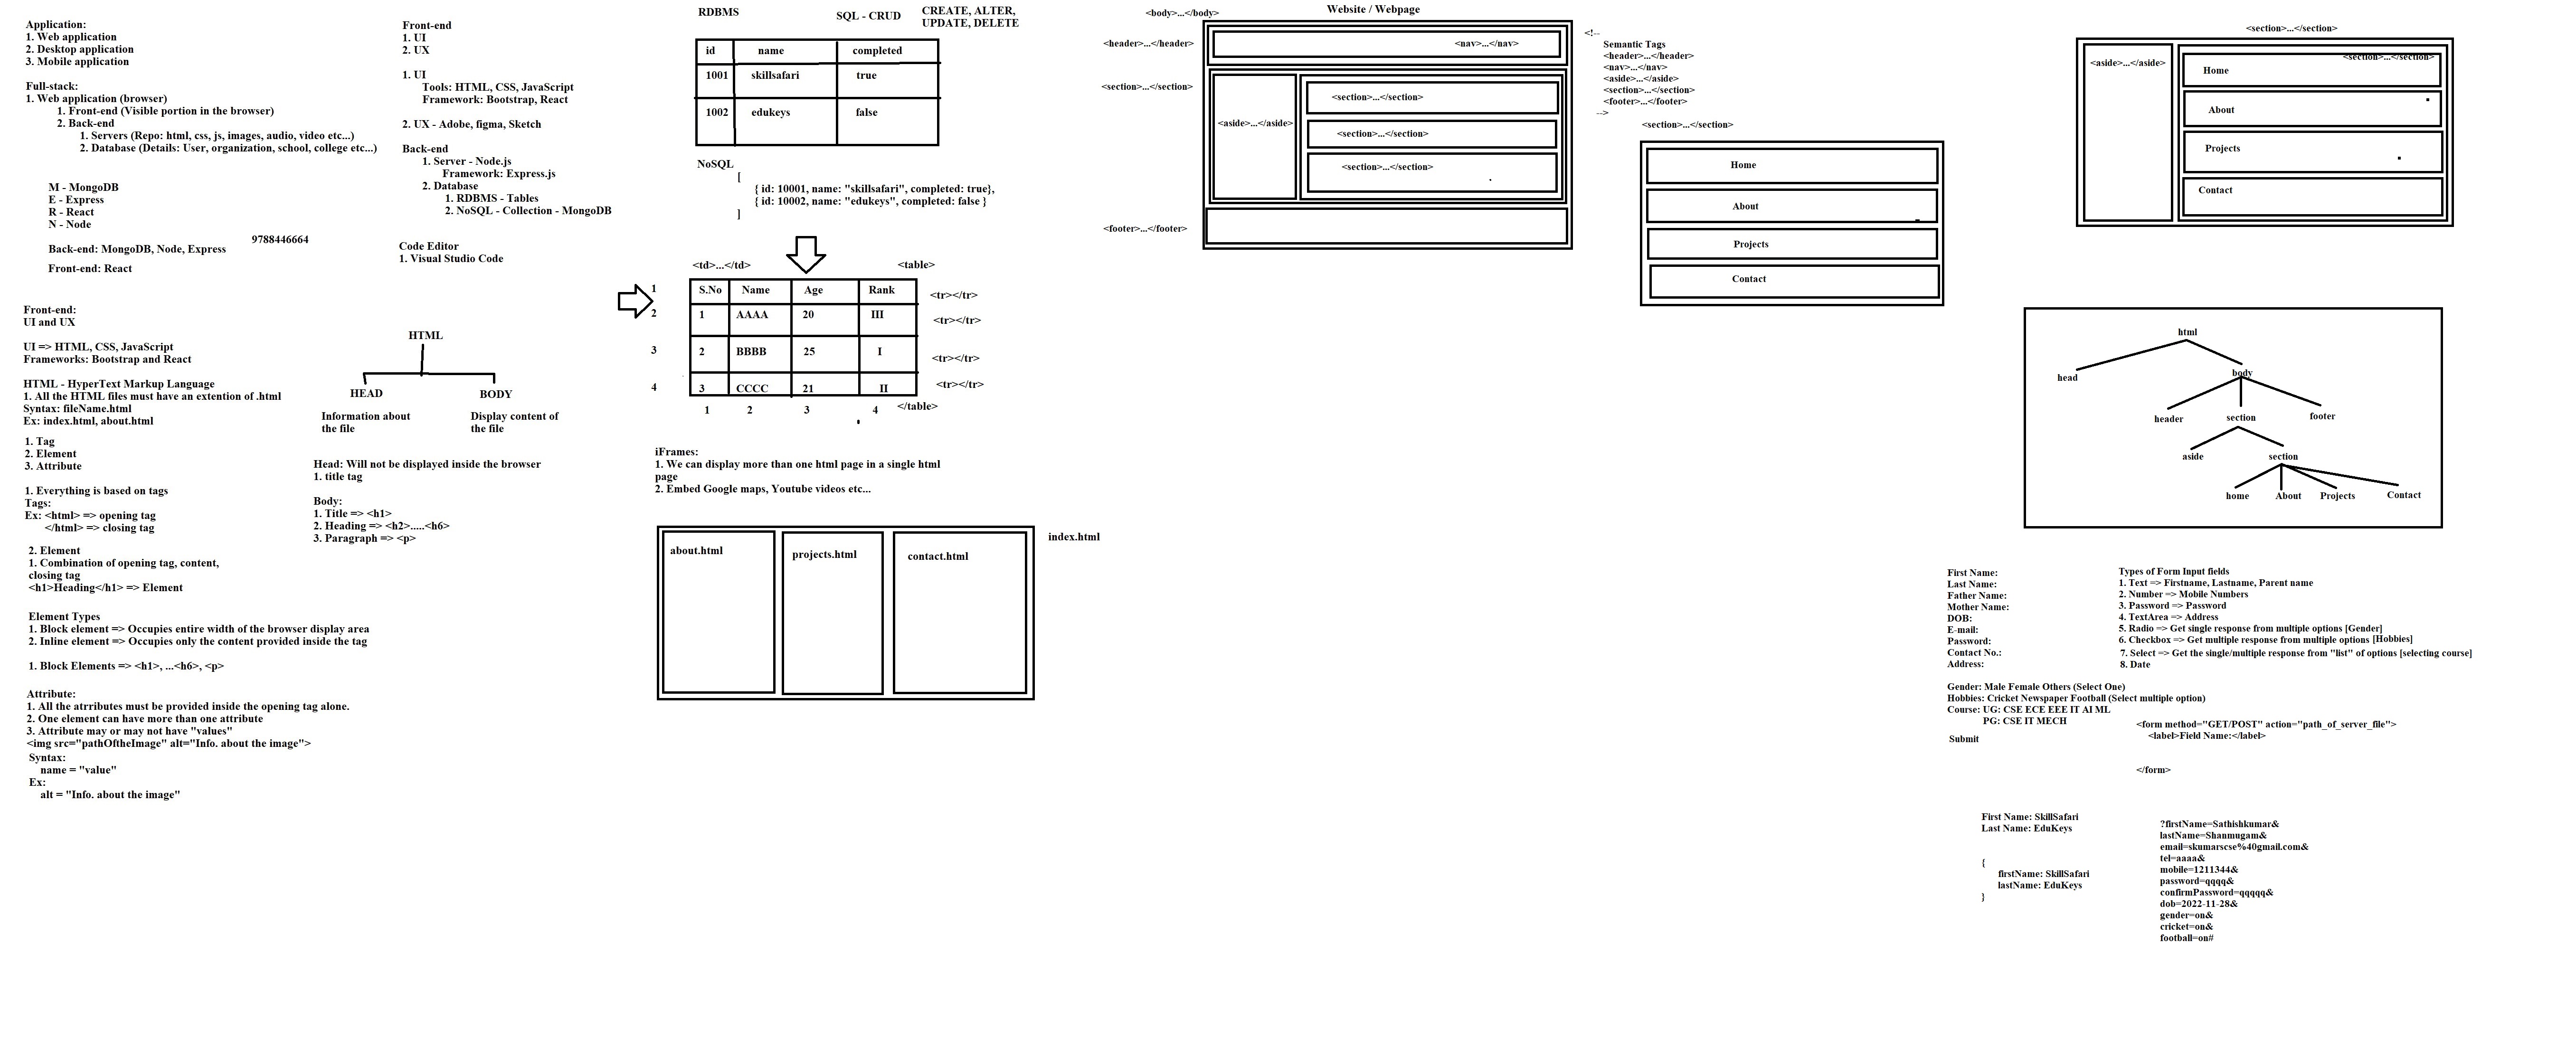 Application:
1. Web application
2. Desktop application
3. Mobile application
Full-stack:
1. Web application (browser)
1. Front-end (Visible portion in the browser)
2. Back-end
1. Servers (Repo: html, css, js, images, audio, video etc...)
2. Database (Details: User, organization, school, college etc...)
M - MongoDB
E - Express
R - React
N - Node
9788446664
Back-end: MongoDB, Node, Express
Front-end: React
Front-end
1. UI
2. UX
1. UI
Tools: HTML, CSS, JavaScript
Framework: Bootstrap, React
2. UX - Adobe, figma, Sketch
Back-end
1. Server - Node.js
Framework: Express.js
2. Database
1. RDBMS - Tables
2. NoSQL - Collection - MongoDB
Code Editor
1. Visual Studio Code
Front-end:
UI and UX
UI => HTML, CSS, JavaScript
Frameworks: Bootstrap and React
HTML - HyperText Markup Language
1. All the HTML files must have an extention of .html
Syntax: fileName.html
Ex: index.html, about.html
1. Tag
2. Element
3. Attribute
1. Everything is based on tags
Tags:
Ex: <html> => opening tag
</html> => closing tag
2. Element
1. Combination of opening tag, content,
closing tag
<h1>Heading</h1> => Element
Element Types
1. Block element => Occupies entire width of the browser display area
2. Inline element => Occupies only the content provided inside the tag
1. Block Elements => <h1>, ...<h6>, <p>
Attribute:
1. All the atrributes must be provided inside the opening tag alone.
2. One element can have more than one attribute
3. Attribute may or may not have "values"
<img src="pathOftheImage" alt="Info. about the image">
Syntax:
name = "value"
Ex:
alt = "Info. about the image"
HTML
HEAD
BODY
Information about
the file
Display content of
the file
Head: Will not be displayed inside the browser
1. title tag
Body:
1. Title => <h1>
2. Heading => <h2>.....<h6>
3. Paragraph => <p>
RDBMS
SQL - CRUD
CREATE, ALTER,
UPDATE, DELETE
id name completed
1001 skillsafari true
1002 edukeys false
NoSQL
[
{ id: 10001, name: "skillsafari", completed: true},
{ id: 10002, name: "edukeys", completed: false }
]
<td>...</td> <table>
1 S.No Name Age Rank <tr></tr>
2 1 AAAA 20 III <tr></tr>
3 2 BBBB 25 I <tr></tr>
4 3 CCCC 21 II <tr></tr>
1 2 3 4 </table>
iFrames:
1. We can display more than one html page in a single html
page
2. Embed Google maps, Youtube videos etc...
about.html projects.html contact.html
index.html
Website / Webpage
<body>...</body>
<header>...</header>
<nav>...</nav>
<section>...</section>
<aside>...</aside>
<section>...</section>
<section>...</section>
<section>...</section>
<footer>...</footer>
<!--
Semantic Tags
<header>...</header>
<nav>...</nav>
<aside>...</aside>
<section>...</section>
<footer>...</footer>
-->
<section>...</section>
Home
About
Projects
Contact
<section>...</section>
<aside>...</aside>
<section>...</section>
Home
About
Projects
Contact
html
head
body
header section footer
aside section
home About Projects Contact
First Name:
Last Name:
Father Name:
Mother Name:
DOB:
E-mail:
Password:
Contact No.:
Address:
Types of Form Input fields
1. Text => Firstname, Lastname, Parent name
2. Number => Mobile Numbers
3. Password => Password
4. TextArea => Address
5. Radio => Get single response from multiple options [Gender]
6. Checkbox => Get multiple response from multiple options [Hobbies]
7. Select => Get the single/multiple response from "list" of options [selecting course]
8. Date
Gender: Male Female Others (Select One)
Hobbies: Cricket Newspaper Football (Select multiple option)
Course: UG: CSE ECE EEE IT AI ML
PG: CSE IT MECH
Submit
<form method="GET/POST" action="path_of_server_file">
<label>Field Name:</label>
</form>
First Name: SkillSafari
Last Name: EduKeys
{
firstName: SkillSafari
lastName: EduKeys
}
?firstName=Sathishkumar&
lastName=Shanmugam&
email=skumarscse%40gmail.com&
tel=aaaa&
mobile=1211344&
password=qqqq&
confirmPassword=qqqqq&
dob=2022-11-28&
gender=on&
cricket=on&
football=on#